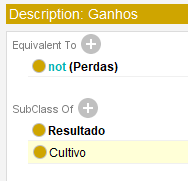 Description: Ganhos
Equivalent To
not (Perdas)
SubClass Of
Resultado
Cultivo